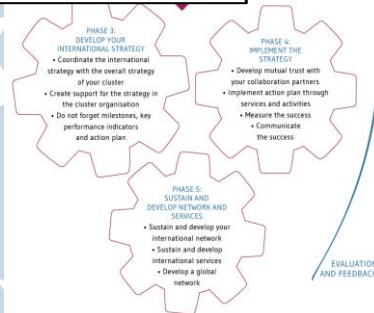 PHASE 3:
DEVELOP YOUR
INTERNATIONAL STRATEGY
• Coordinate the international
strategy with the overall strategy
of your cluster
• Create support for the strategy in
the cluster organisation
• Do not forget milestones, key
performance indicators
and action plan
PHASE 4:
IMPLEMENT THE
STRATEGY
• Develop mutual trust with
your collaboration partners
• Implement action plan through
services and activities
• Measure the success
• Communicate
the success
PHASE 5:
SUSTAIN AND
DEVELOP NETWORK AND
SERVICES
• Sustain and develop your
international network
• Sustain and develop
international services
• Develop a global
network
EVALUATION
AND FEEDBACK